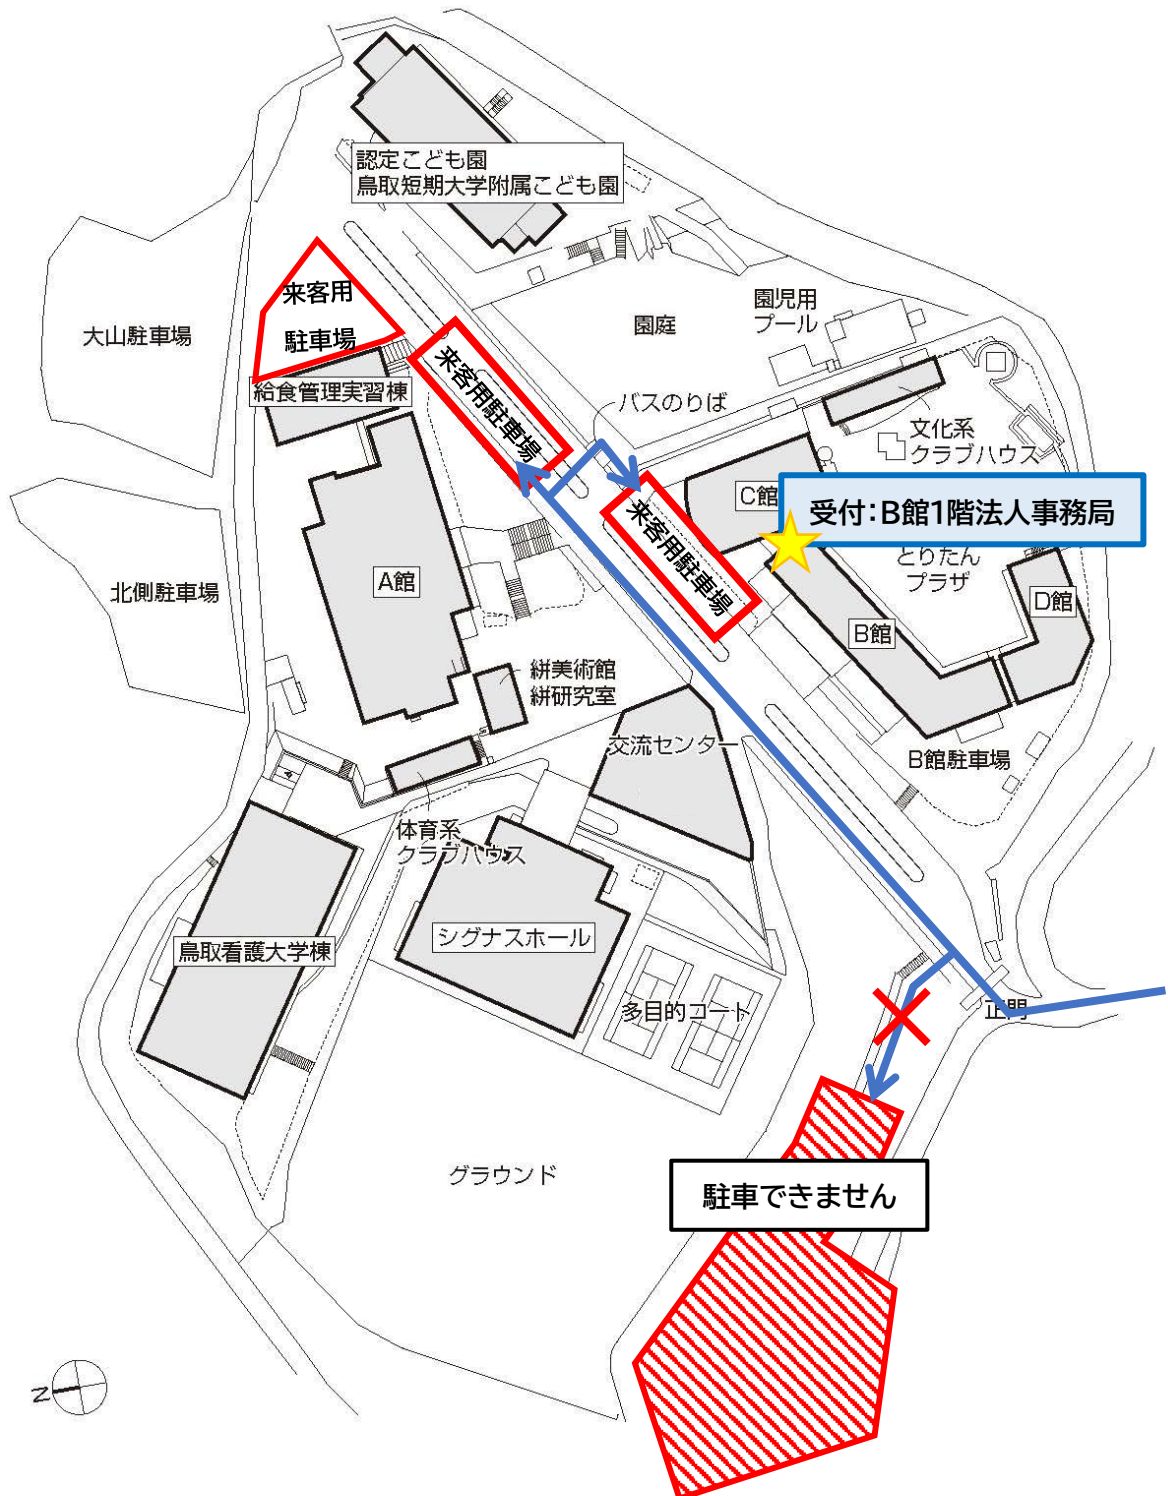 認定こども園
鳥取短期大学附属こども園
来客用
駐車場
大山駐車場
園児用
プール
園庭
来客用駐車場
給食管理実習棟
バスのりば
文化系
クラブハウス
C館
受付:B館1階法人事務局
来客用駐車場
とりたん
プラザ
A館
北側駐車場
D館
B館
絣美術館
絣研究室
交流センター
B館駐車場
体育系
クラブハウス
シグナスホール
鳥取看護大学棟
多目的コート
正門
グラウンド
駐車できません
N